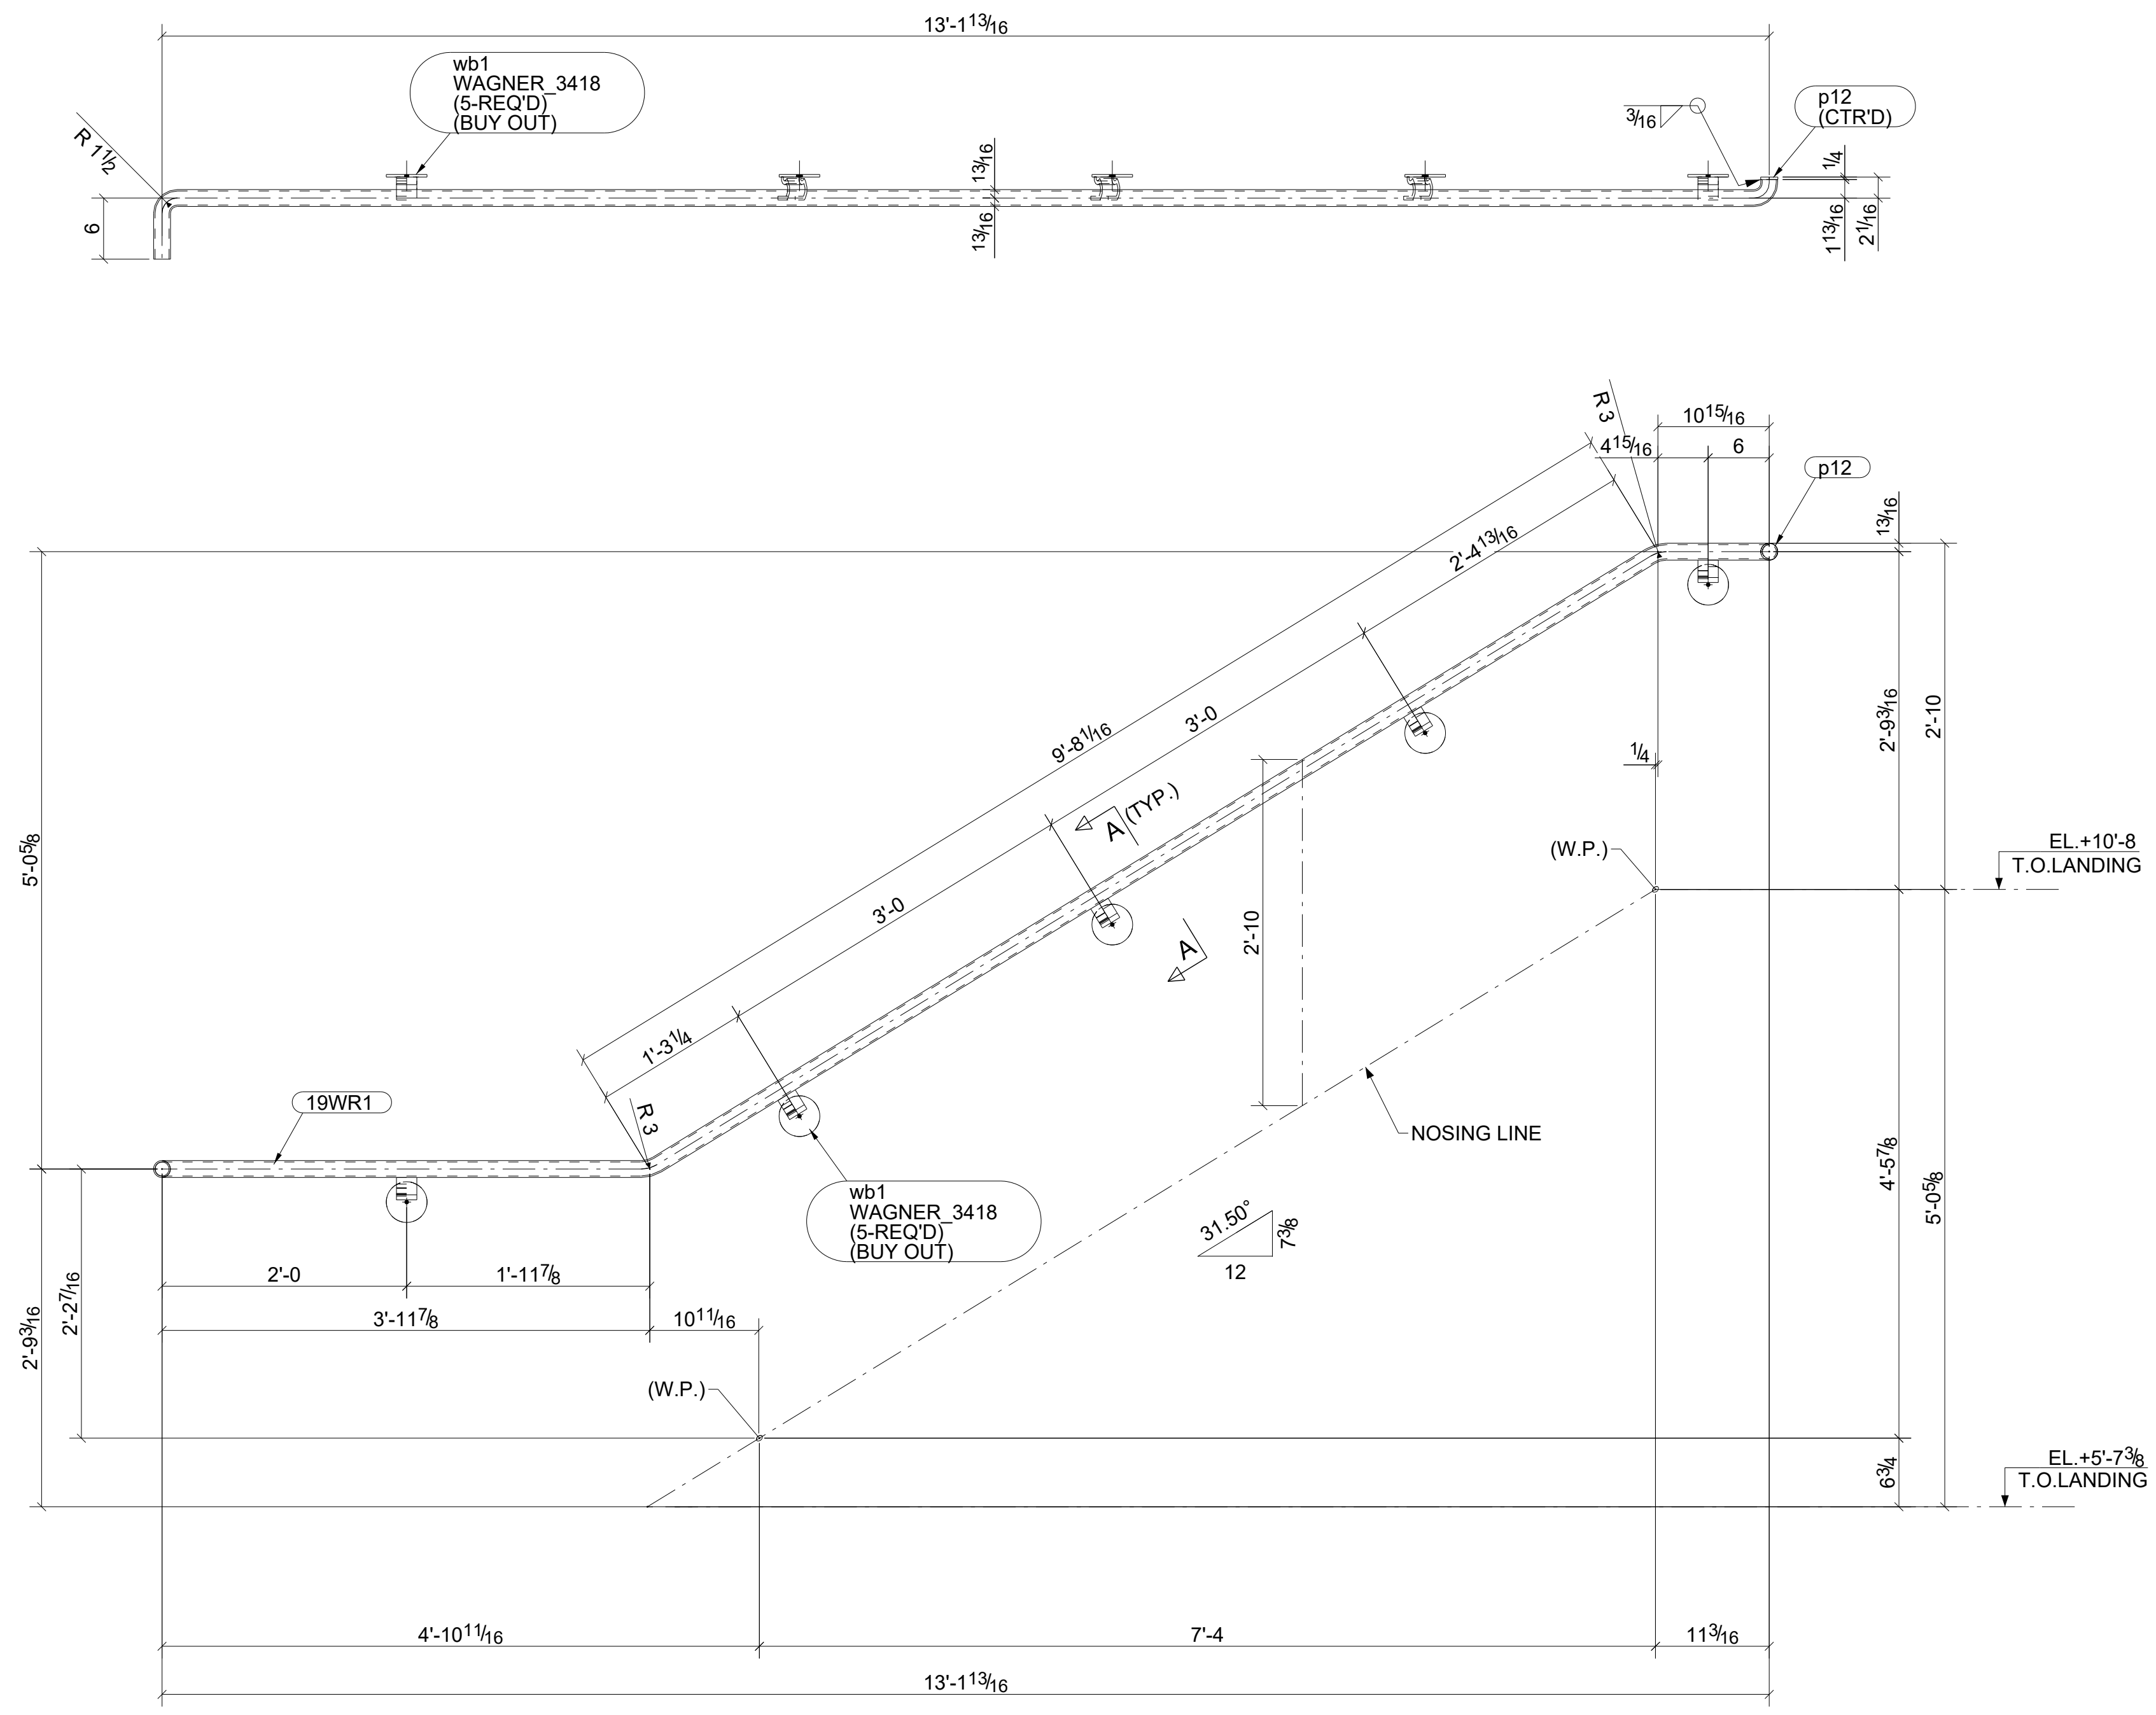 13'-1 13/16
wb1
WAGNER_3418
(5-REQ'D)
(BUY OUT)
p12
(CTR'D)
3/16
R 1 1/2
6
13/16
13/16
1/4
1 13/16
2 1/16
R 3
10 15/16
4 15/16
6
p12
13/16
2'-4 13/16
9'-8 1/16
3'-0
2'-9 3/16
2'-10
1/4
A (TYP.)
5'-0 5/8
(W.P.)
EL.+10'-8
T.O.LANDING
3'-0
2'-10
A
1'-3 1/4
19WR1
R 3
NOSING LINE
4'-5 7/8
5'-0 5/8
wb1
WAGNER_3418
(5-REQ'D)
(BUY OUT)
31.50°
7 3/8
12
2'-0
1'-11 7/8
2'-2 7/16
2'-9 3/16
3'-11 7/8
10 11/16
(W.P.)
6 3/4
EL.+5'-7 3/8
T.O.LANDING
4'-10 11/16
7'-4
11 3/16
13'-1 13/16